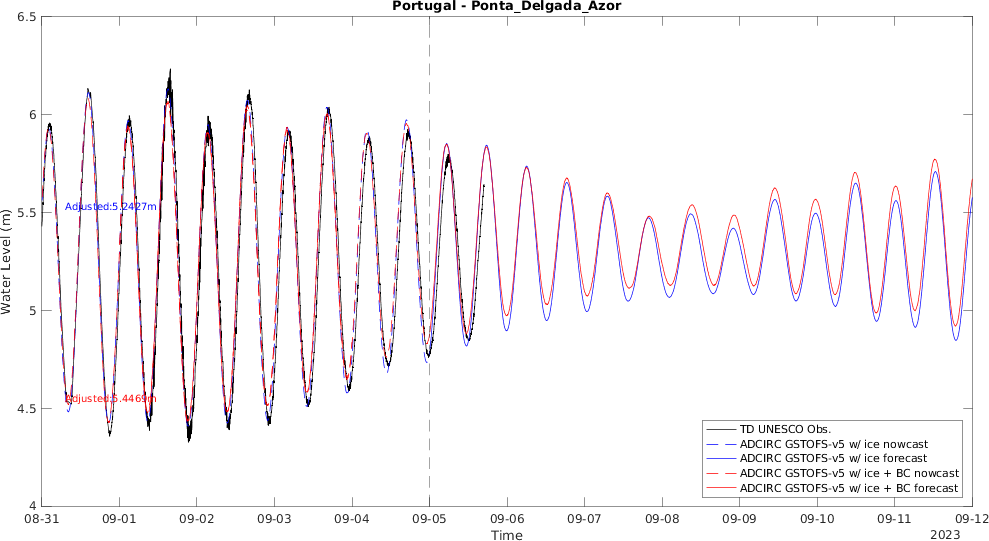 Portugal - Ponta_Delgada_Azor
6.5
6
5.5
5
4.5
4
Water Level (m)
Adjusted:5.2427m
Adjusted:5.4469m
TD UNESCO Obs.
ADCIRC GSTOFS-v5 w/ ice nowcast
ADCIRC GSTOFS-v5 w/ ice forecast
ADCIRC GSTOFS-v5 w/ ice + BC nowcast
ADCIRC GSTOFS-v5 w/ ice + BC forecast
08-31 09-01 09-02 09-03 09-04 09-05 09-06 09-07 09-08 09-09 09-10 09-11 09-12
Time
2023